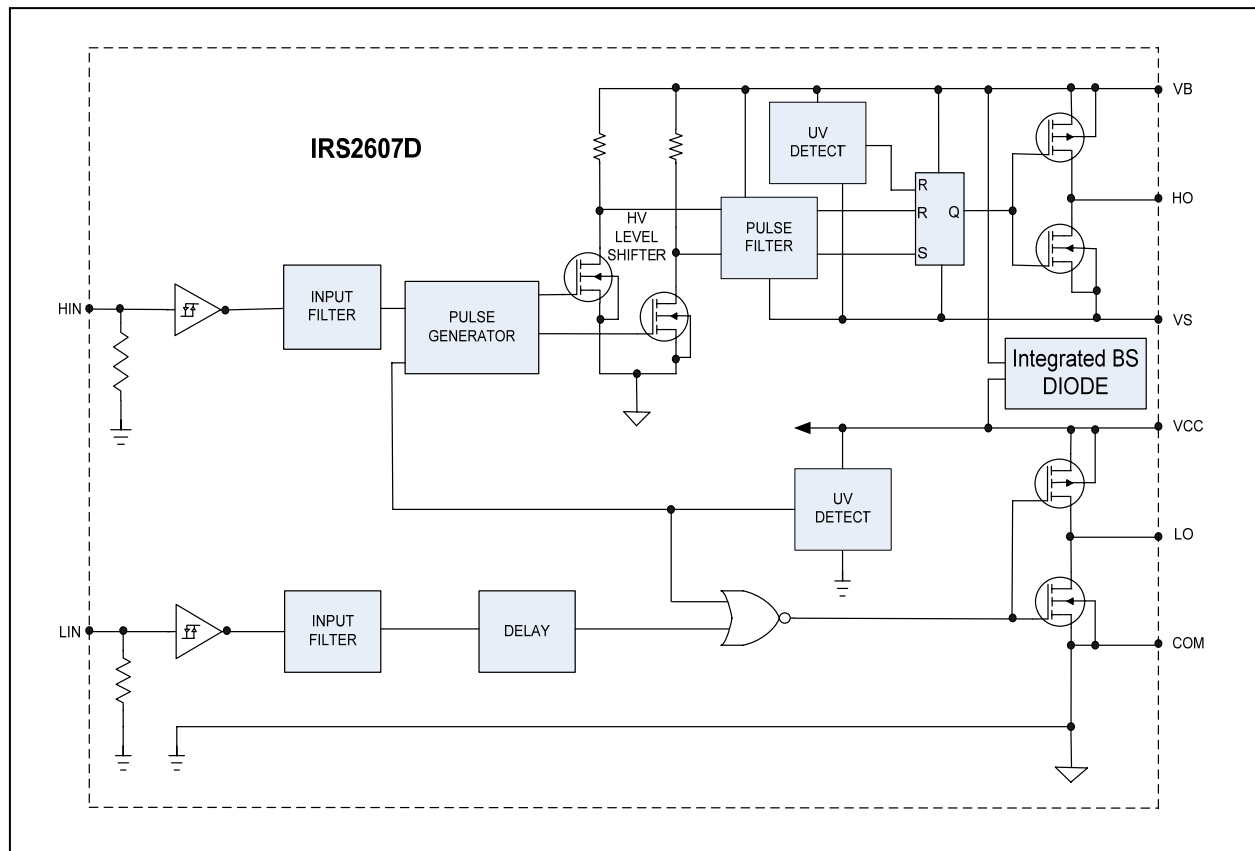 IRS2607D
VB
UV
DETECT
R
R
Q
S
HO
HV
LEVEL
SHIFTER
PULSE
FILTER
HIN
INPUT
FILTER
PULSE
GENERATOR
VS
Integrated BS
DIODE
VCC
UV
DETECT
LO
LIN
INPUT
FILTER
DELAY
COM